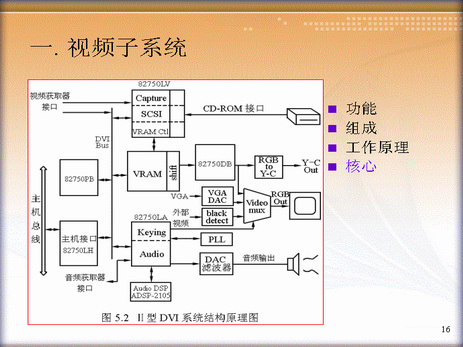 一. 视频子系统
82750LV
视频获取器
接口
Capture
SCSI
VRAM Ctl
CD-ROM 接口
DVI
Bus
82750PB
VRAM
shift
82750DB
RGB
to
Y-C
Y-C
Out
VGA
VGA
DAC
Video
mux
RGB
Out
外部
视频
black
detect
主机总线
主机接口
82750LH
82750LA
Keying
Audio
PLL
DAC
滤波器
音频输出
音频获取器
接口
Audio DSP
ADSP-2105
图 5.2 Ⅱ型 DVI 系统结构原理图
功能
组成
工作原理
核心
16